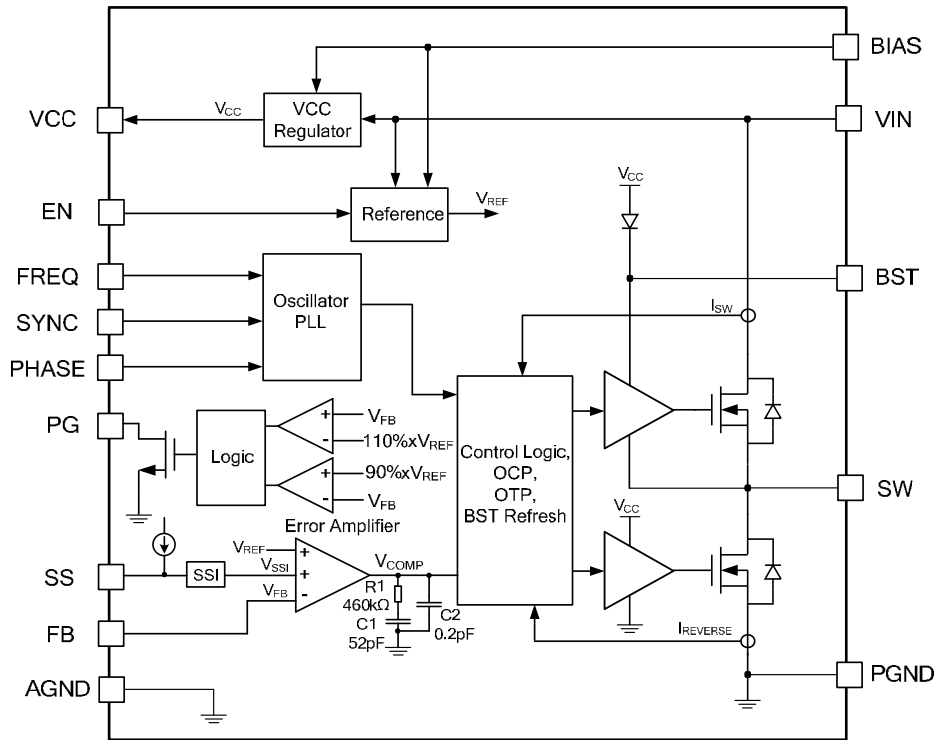 BIAS
VCC
VCC
VCC
Regulator
VIN
EN
Reference
VREF
VCC
FREQ
SYNC
PHASE
Oscillator
PLL
BST
ISW
PG
Logic
+
-
VFB
110%xVREF
+
-
90%xVREF
VFB
Control Logic,
OCP,
OTP,
BST Refresh
SW
VCC
Error Amplifier
SS
SSI
VREF
VSSI
VFB
+
+
-
VCOMP
R1
460kΩ
C1
52pF
C2
0.2pF
FB
IREVERSE
AGND
PGND